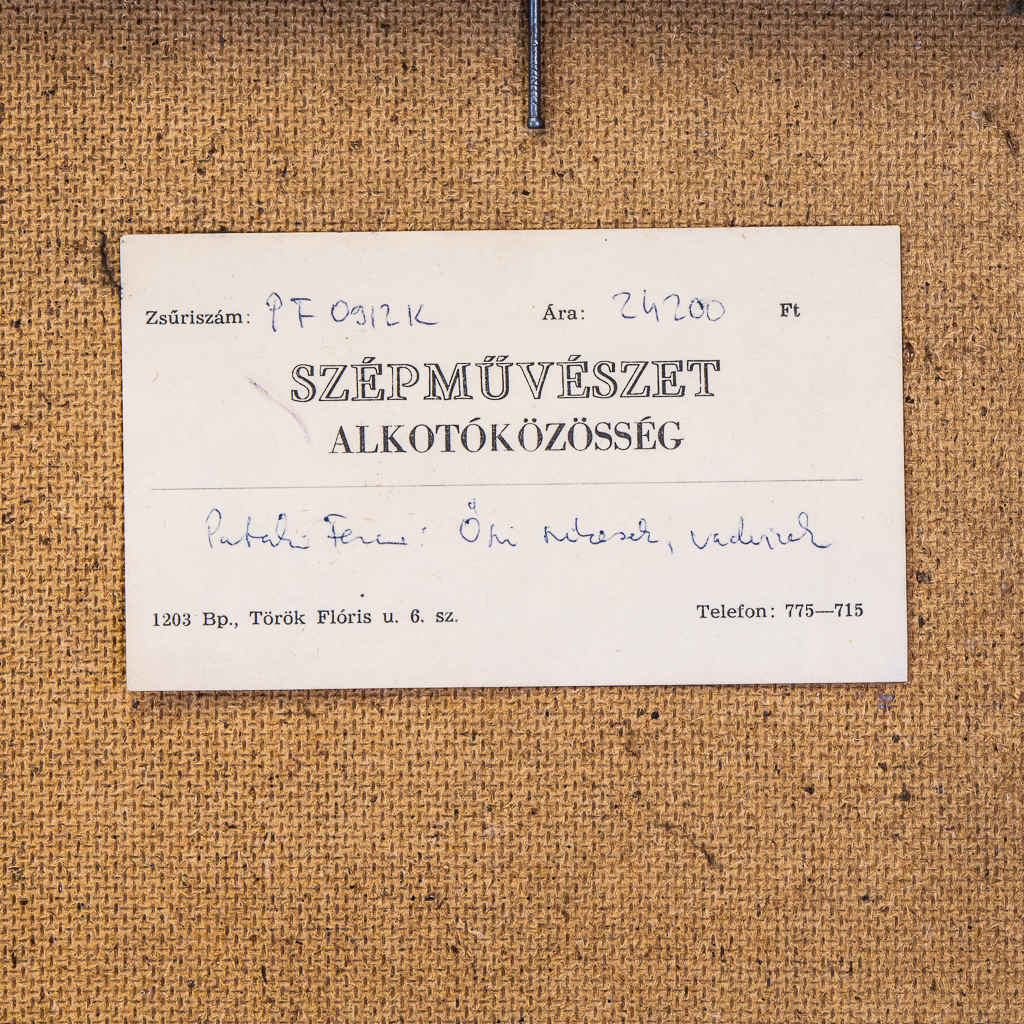 Zsűriszám: PF 0912K Ára: 24200 Ft
SZÉPMŰVÉSZET
ALKOTÓKÖZÖSSÉG
Pataki Ferenc: Őszi
1203 Bp., Török Flóris u. 6. sz.
Telefon: 775—715